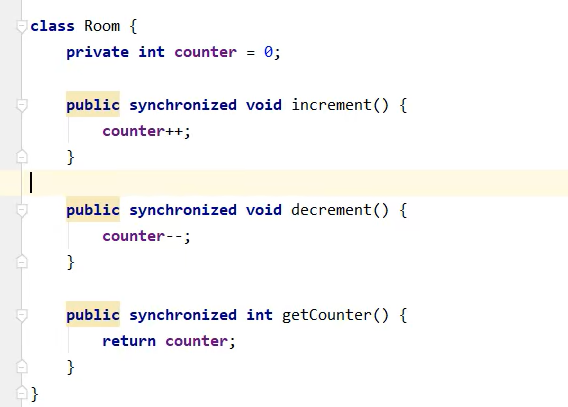 class Room {
    private int counter = 0;

    public synchronized void increment() {
        counter++;
    }

    public synchronized void decrement() {
        counter--;
    }

    public synchronized int getCounter() {
        return counter;
    }
}